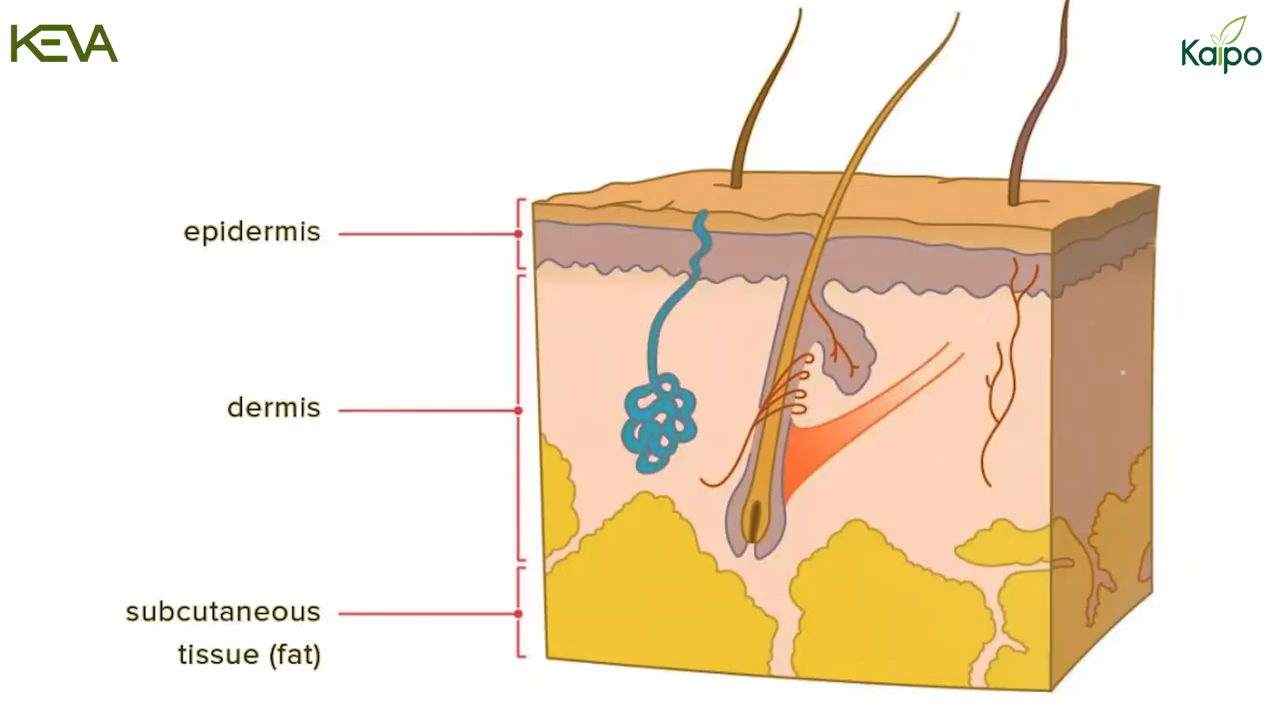 KEVA
Kaipo
epidermis
dermis
subcutaneous
tissue (fat)